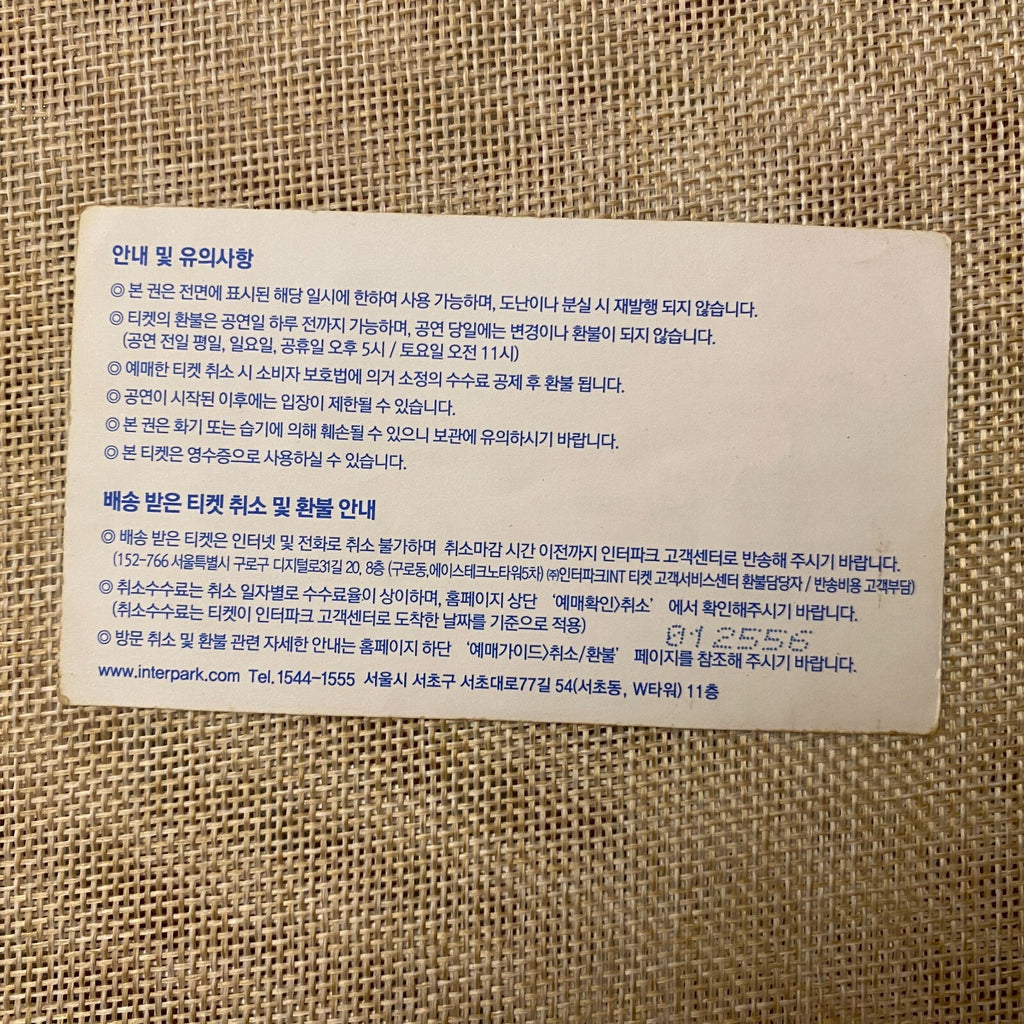 안내 및 유의사항
◎ 본 권은 전면에 표시된 해당 일시에 한하여 사용 가능하며, 도난이나 분실 시 재발행 되지 않습니다.
◎ 티켓의 환불은 공연일 하루 전까지 가능하며, 공연 당일에는 변경이나 환불이 되지 않습니다.
(공연 전일 평일, 일요일, 공휴일 오후 5시 / 토요일 오전 11시)
◎ 예매한 티켓 취소 시 소비자 보호법에 의거 소정의 수수료 공제 후 환불 됩니다.
◎ 공연이 시작된 이후에는 입장이 제한될 수 있습니다.
◎ 본 권은 화기 또는 습기에 의해 훼손될 수 있으니 보관에 유의하시기 바랍니다.
◎ 본 티켓은 영수증으로 사용하실 수 있습니다.
배송 받은 티켓 취소 및 환불 안내
◎ 배송 받은 티켓은 인터넷 및 전화로 취소 불가하며 취소마감 시간 이전까지 인터파크 고객센터로 반송해 주시기 바랍니다.
(152-766 서울특별시 구로구 디지털로31길 20, 8층 (구로동,에이스테크노타워5차) ㈜인터파크INT 티켓 고객서비스센터 환불담당자 / 반송비용 고객부담)
◎ 취소수수료는 취소 일자별로 수수료율이 상이하며, 홈페이지 상단 ‘예매확인>취소’ 에서 확인해주시기 바랍니다.
(취소수수료는 티켓이 인터파크 고객센터로 도착한 날짜를 기준으로 적용)
012556
◎ 방문 취소 및 환불 관련 자세한 안내는 홈페이지 하단 ‘예매가이드>취소/환불’ 페이지를 참조해 주시기 바랍니다.
www.interpark.com Tel.1544-1555 서울시 서초구 서초대로77길 54(서초동, W타워) 11층